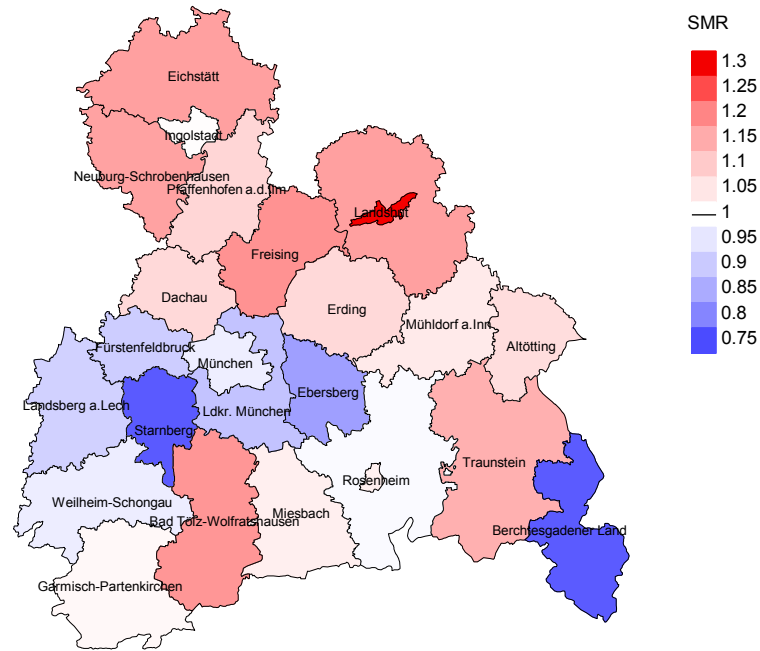 SMR
1.3
1.25
1.2
1.15
1.1
1.05
1
0.95
0.9
0.85
0.8
0.75
Eichstätt
Ingolstadt
Neuburg-Schrobenhausen
Pfaffenhofen a.d.Ilm
Landshut
Freising
Dachau
Erding
Mühldorf a.Inn
Altötting
Fürstenfeldbruck
München
Ebersberg
Landsberg a.Lech
Ldkr. München
Starnberg
Traunstein
Rosenheim
Weilheim-Schongau
Miesbach
Bad Tölz-Wolfratshausen
Berchtesgadener Land
Garmisch-Partenkirchen